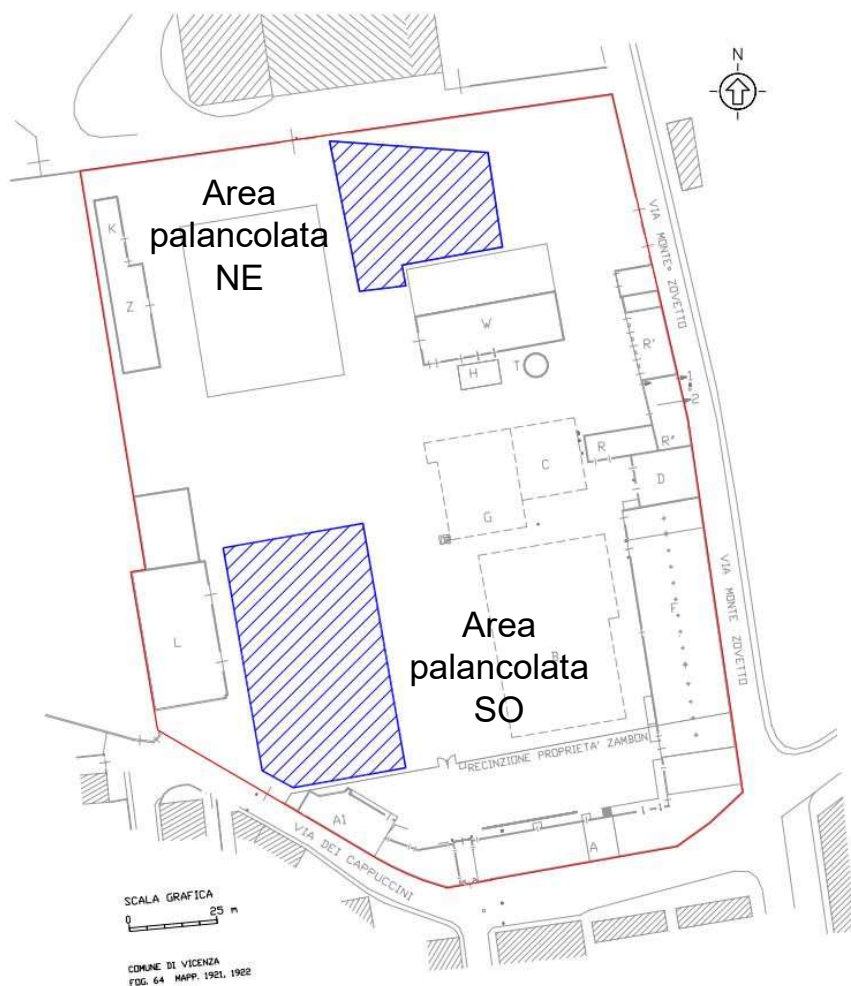 N
Area
palancolata
NE
K
Z
W
H
T
VIA MONTE° ZOVETTO
R'
1
2
R
R"
C
D
G
F
VIA MONTE ZOVETTO
L
Area
palancolata
SO
B
RECINZIONE PROPRIETA' ZAMBON
A1
A
VIA DEI CAPPUCCINI
SCALA GRAFICA
0 25 m
COMUNE DI VICENZA
FOG. 64 MAPP. 1921, 1922